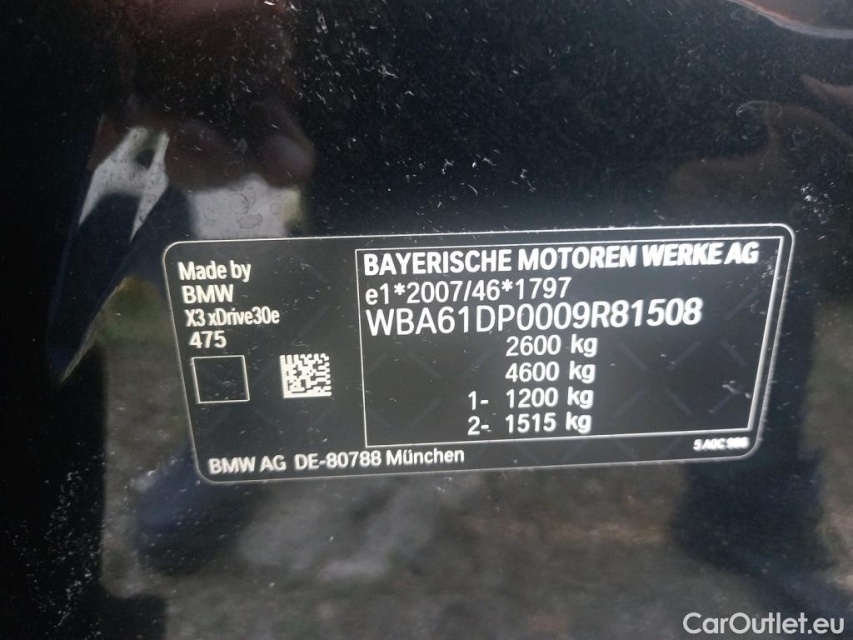 Made by
BMW
X3 xDrive30e
475
BAYERISCHE MOTOREN WERKE AG
e1*2007/46*1797
WBA61DP0009R81508
2600 kg
4600 kg
1- 1200 kg
2- 1515 kg
BMW AG DE-80788 München
CarOutlet.eu